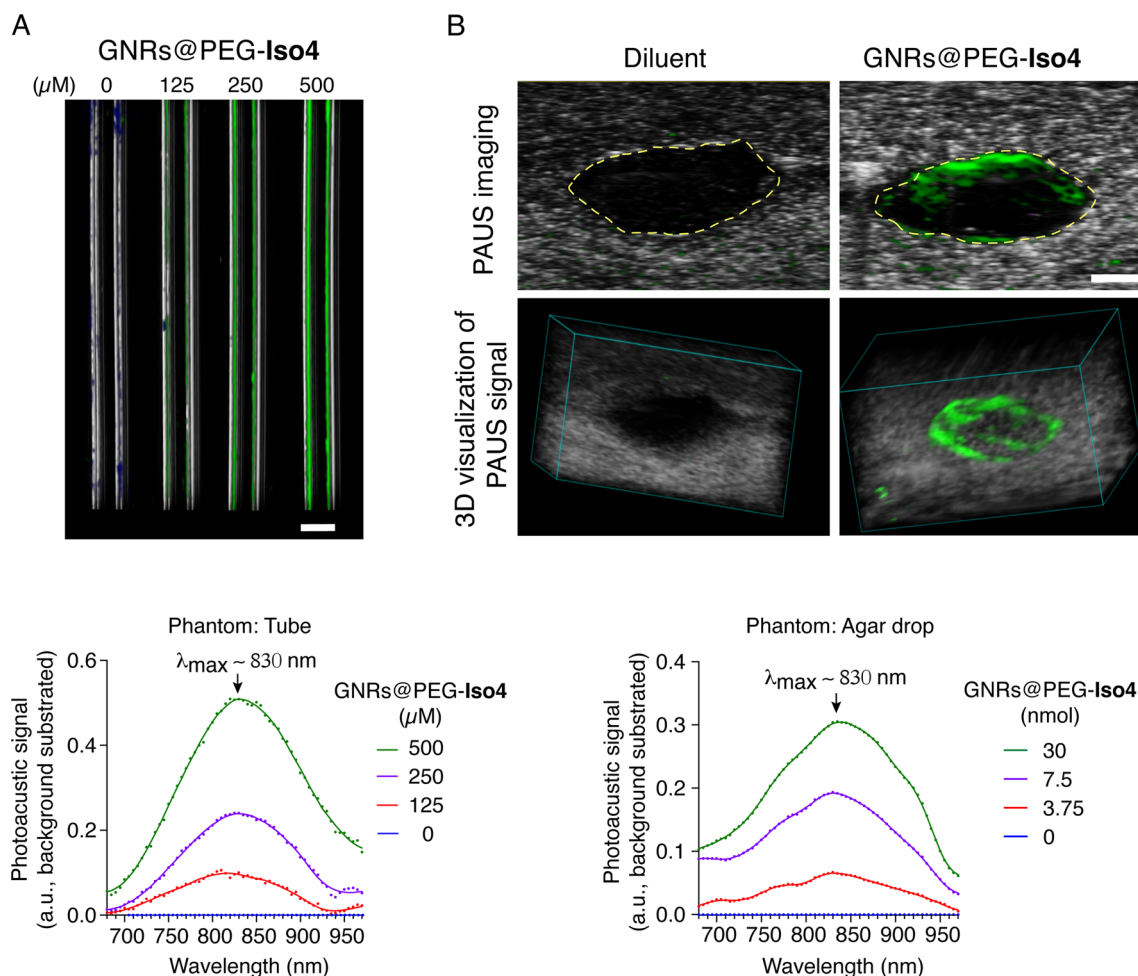 A
GNRs@PEG-Iso4
(µM) 0 125 250 500
B
Diluent GNRs@PEG-Iso4
PAUS imaging
3D visualization of
PAUS signal
Phantom: Tube
λmax ~ 830 nm
Photoacustic signal
(a.u., background substrated)
0.6
0.4
0.2
0.0
700 750 800 850 900 950
Wavelength (nm)
GNRs@PEG-Iso4
(µM)
500
250
125
0
Phantom: Agar drop
λmax ~ 830 nm
Photoacustic signal
(a.u., background substrated)
0.4
0.3
0.2
0.1
0.0
700 750 800 850 900 950
Wavelength (nm)
GNRs@PEG-Iso4
(nmol)
30
7.5
3.75
0